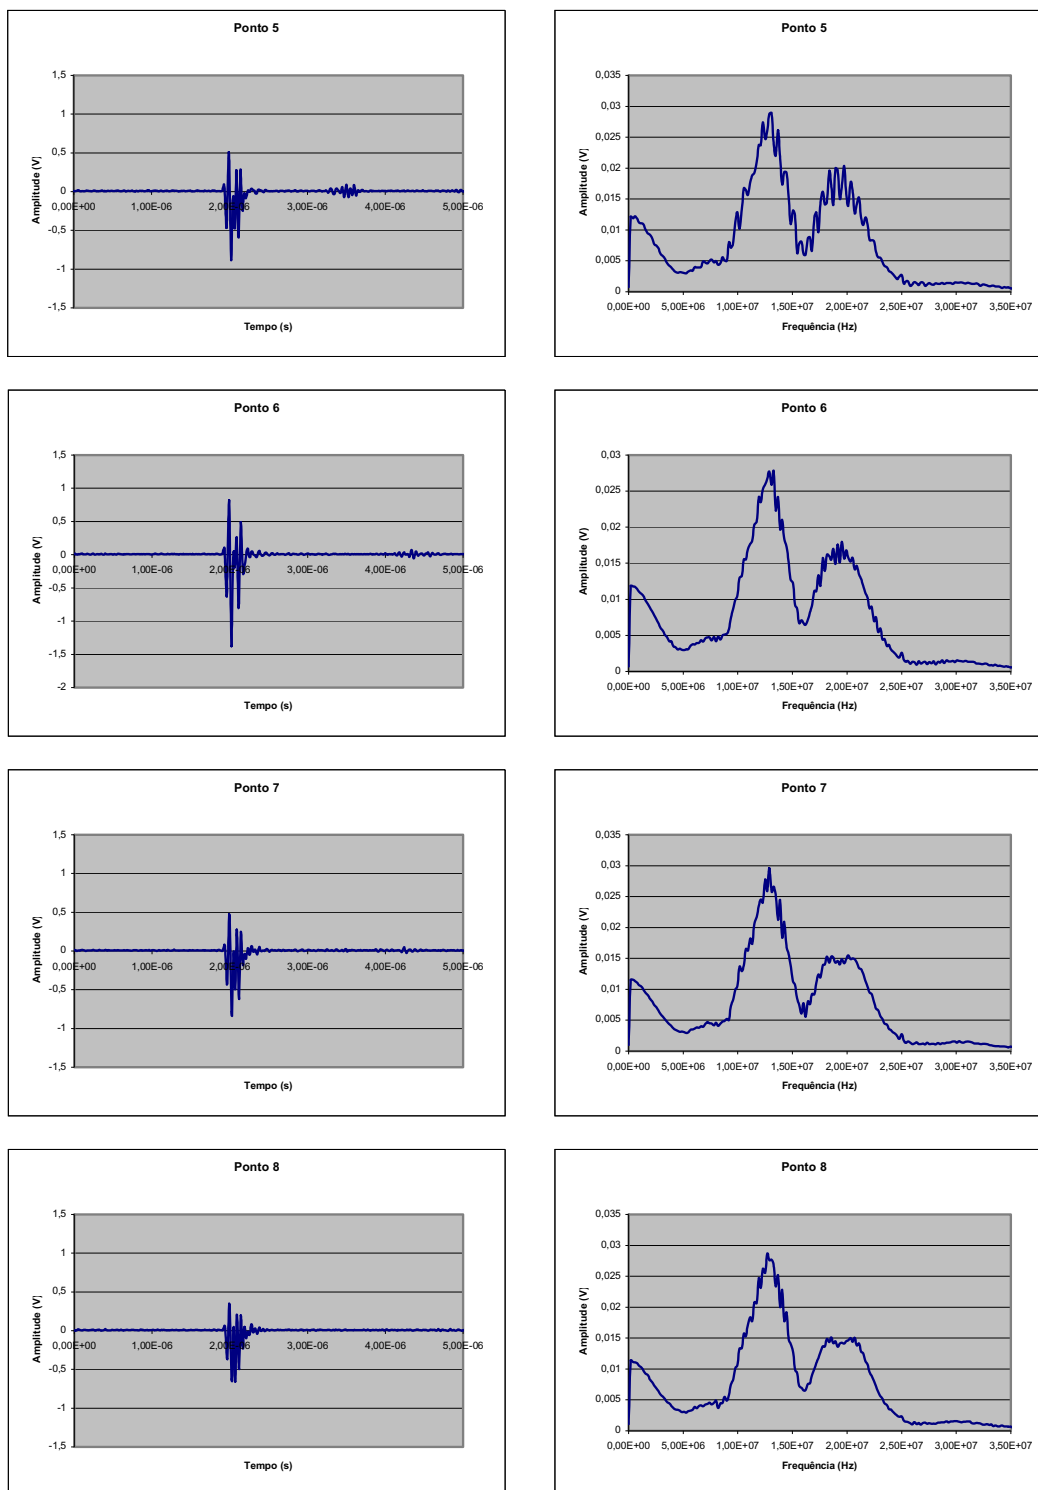 Ponto 5
1,5
1
0,5
0
-0,5
-1
-1,5
Amplitude (V)
0,00E+00 1,00E-06 2,00E-06 3,00E-06 4,00E-06 5,00E-06
Tempo (s)
Ponto 5
0,035
0,03
0,025
0,02
0,015
0,01
0,005
0
Amplitude (V)
0,00E+00 5,00E+06 1,00E+07 1,50E+07 2,00E+07 2,50E+07 3,00E+07 3,50E+07
Frequência (Hz)
Ponto 6
1,5
1
0,5
0
-0,5
-1
-1,5
-2
Amplitude (V)
0,00E+00 1,00E-06 2,00E-06 3,00E-06 4,00E-06 5,00E-06
Tempo (s)
Ponto 6
0,03
0,025
0,02
0,015
0,01
0,005
0
Amplitude (V)
0,00E+00 5,00E+06 1,00E+07 1,50E+07 2,00E+07 2,50E+07 3,00E+07 3,50E+07
Frequência (Hz)
Ponto 7
1,5
1
0,5
0
-0,5
-1
-1,5
Amplitude (V)
0,00E+00 1,00E-06 2,00E-06 3,00E-06 4,00E-06 5,00E-06
Tempo (s)
Ponto 7
0,035
0,03
0,025
0,02
0,015
0,01
0,005
0
Amplitude (V)
0,00E+00 5,00E+06 1,00E+07 1,50E+07 2,00E+07 2,50E+07 3,00E+07 3,50E+07
Frequência (Hz)
Ponto 8
1,5
1
0,5
0
-0,5
-1
-1,5
Amplitude (V)
0,00E+00 1,00E-06 2,00E-06 3,00E-06 4,00E-06 5,00E-06
Tempo (s)
Ponto 8
0,035
0,03
0,025
0,02
0,015
0,01
0,005
0
Amplitude (V)
0,00E+00 5,00E+06 1,00E+07 1,50E+07 2,00E+07 2,50E+07 3,00E+07 3,50E+07
Frequência (Hz)